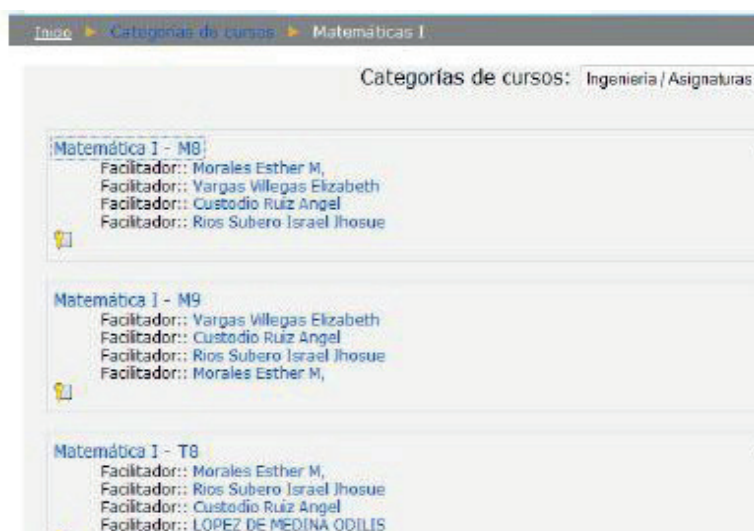 Inicio ► Categorías de cursos ► Matemáticas I
Categorías de cursos: Ingenieria / Asignaturas
Matemática I - M8
Facilitador:: Morales Esther M,
Facilitador:: Vargas Villegas Elizabeth
Facilitador:: Custodio Ruiz Angel
Facilitador:: Rios Subero Israel Jhosue
Matemática I - M9
Facilitador:: Vargas Villegas Elizabeth
Facilitador:: Custodio Ruiz Angel
Facilitador:: Rios Subero Israel Jhosue
Facilitador:: Morales Esther M,
Matemática I - T8
Facilitador:: Morales Esther M,
Facilitador:: Rios Subero Israel Jhosue
Facilitador:: Custodio Ruiz Angel
Facilitador:: LOPEZ DE MEDINA ODILIS